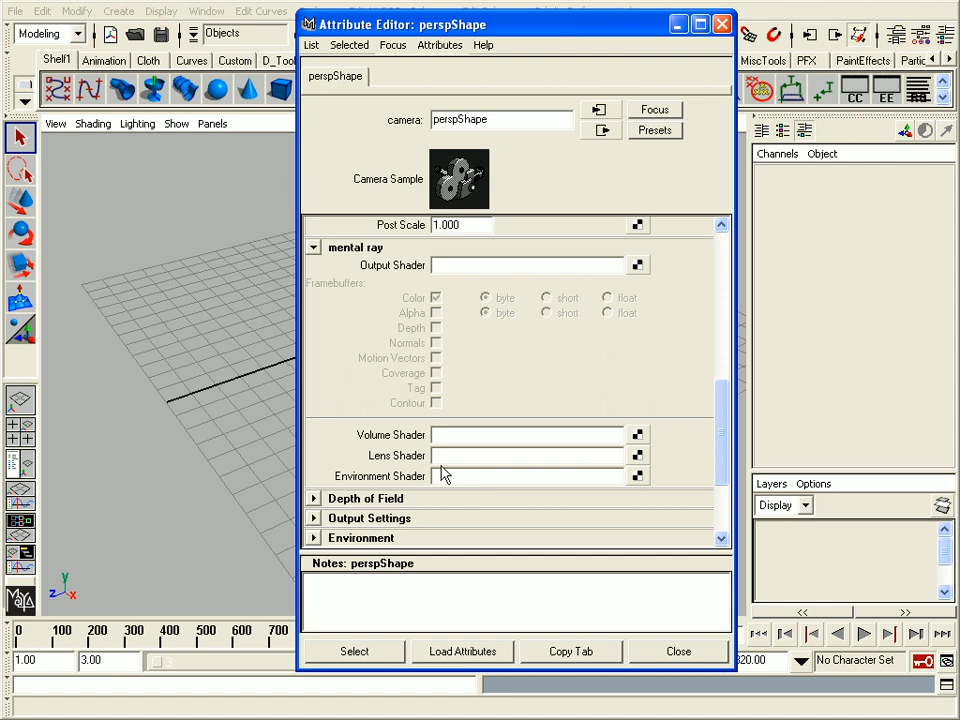 File Edit Modify Create Display Window Edit Curves
Attribute Editor: perspShape
Modeling
Objects
List Selected Focus Attributes Help
Shelf1 Animation Cloth Curves Custom D_Too
MiscTools PFX PaintEffects Partic
perspShape
CC EE
camera: perspShape
Focus
Presets
View Shading Lighting Show Panels
Channels Object
Camera Sample
Post Scale 1.000
mental ray
Output Shader
Framebuffers:
Color byte short float
Alpha byte short float
Depth
Normals
Motion Vectors
Coverage
Tag
Contour
Volume Shader
Lens Shader
Environment Shader
Depth of Field
Output Settings
Environment
Layers Options
Display
Notes: perspShape
y
z x
MAYA
<< >>
0 100 200 300 400 500 600 700
Select Load Attributes Copy Tab Close
1.00 3.00
320.00 No Character Set